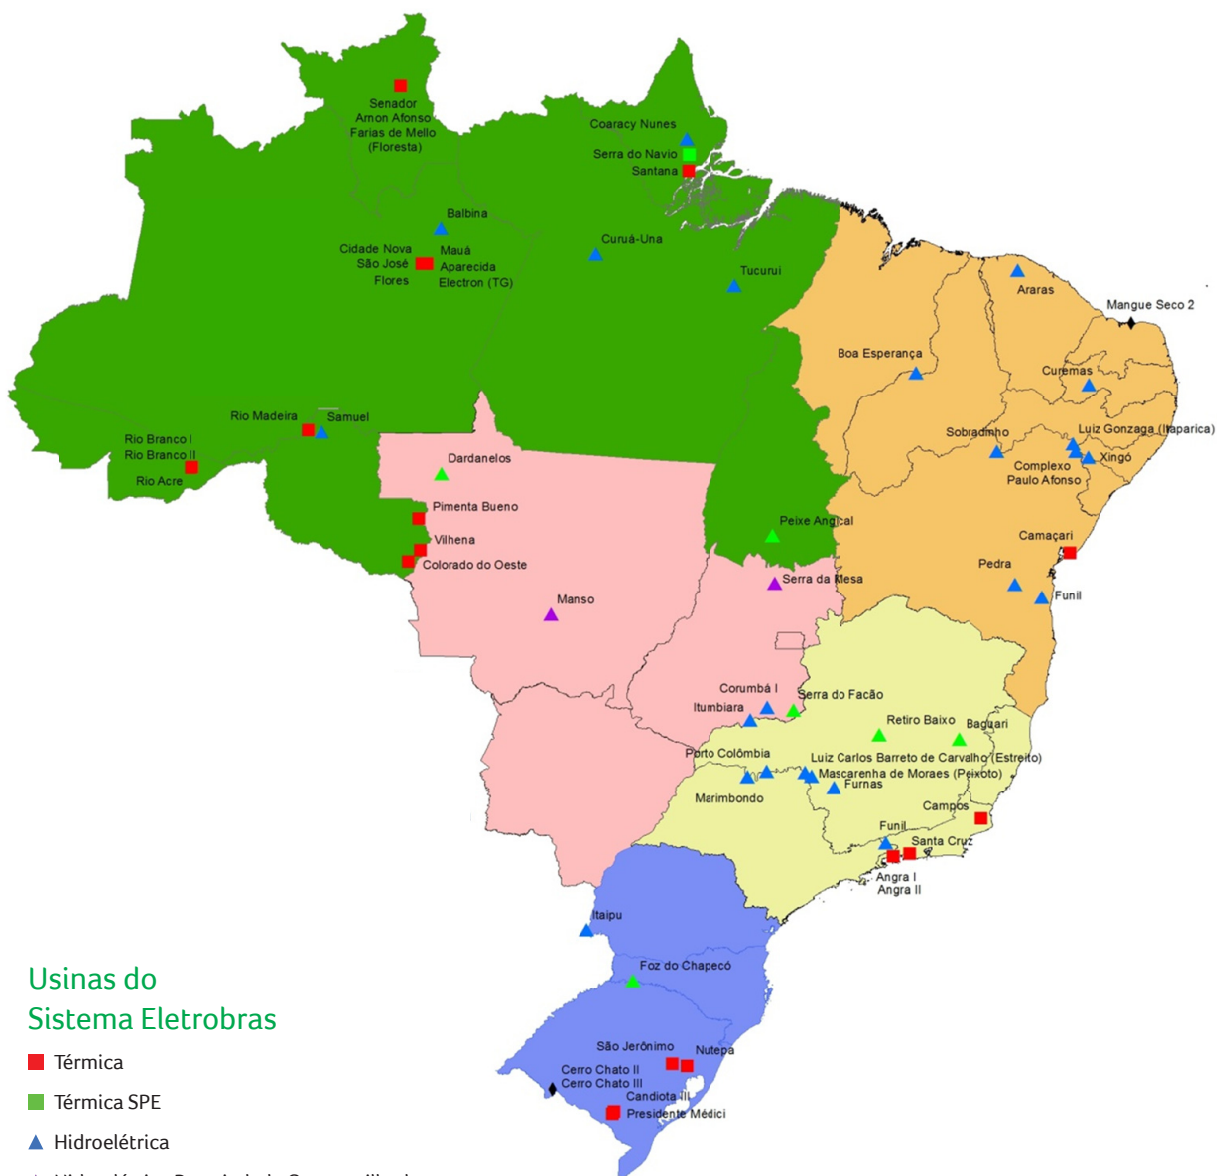 Senador
Amon Afonso
Farias de Mello
(Floresta)
Coaracy Nunes
Serra do Navio
Santana
Balbina
Cidade Nova
São José
Flores
Mauá
Aparecida
Electron (TG)
Curuá-Una
Tucurui
Araras
Mangue Seco 2
Boa Esperança
Curemas
Rio Madeira
Samuel
Rio Branco I
Rio Branco II
Rio Acre
Sobradinho
Luiz Gonzaga (Itaparica)
Xingó
Complexo
Paulo Afonso
Dardanelos
Pimenta Bueno
Vilhena
Colorado do Oeste
Peixe Angical
Camaçari
Pedra
Funil
Serra da Mesa
Manso
Corumbá I
Itumbiara
Serra do Facão
Retiro Baixo
Baguari
Porto Colômbia
Luiz Carlos Barreto de Carvalho (Estreito)
Mascarenha de Moraes (Peixoto)
Furnas
Marimbondo
Campos
Funil
Santa Cruz
Angra I
Angra II
Itaipu
Foz do Chapecó
São Jerônimo
Nutepa
Cerro Chato II
Cerro Chato III
Candiota III
Presidente Médici
Usinas do
Sistema Eletrobras
Térmica
Térmica SPE
Hidroelétrica